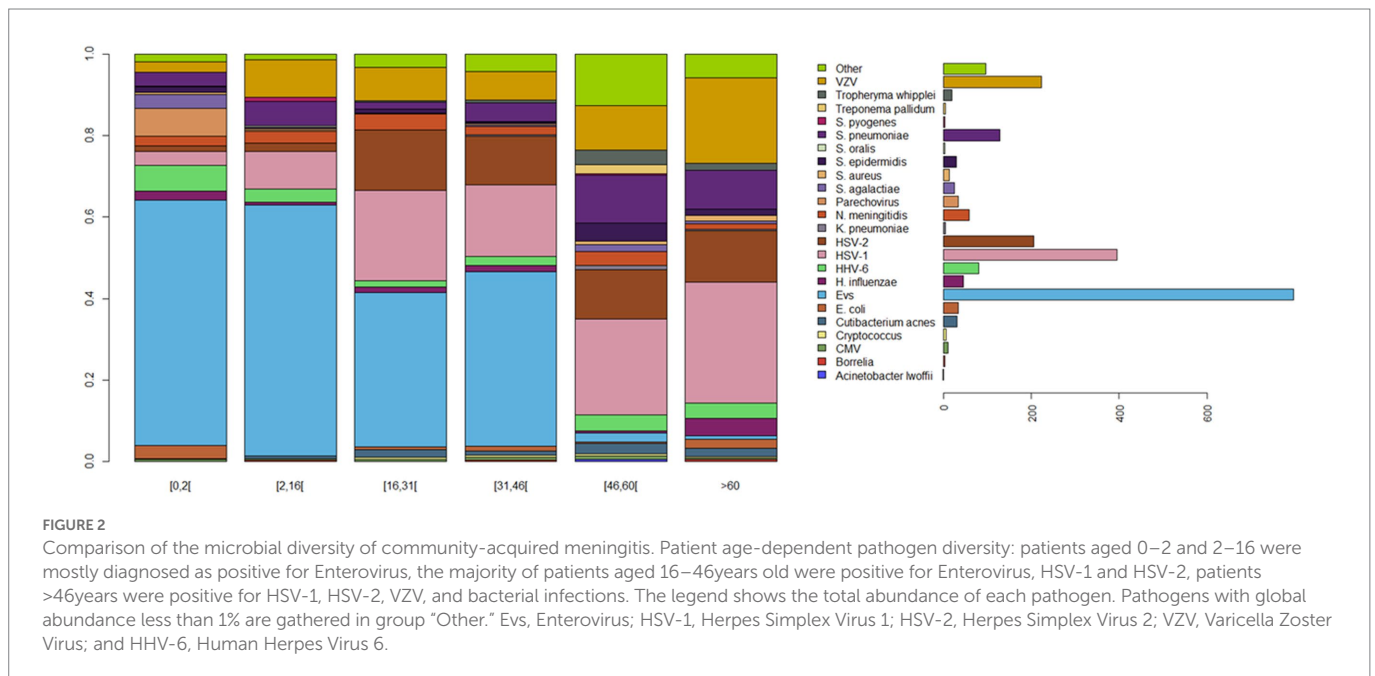 1.0
0.8
0.6
0.4
0.2
0.0
[0,2[
[2,16[
[16,31[
[31,46[
[46,60[
>60
Other
VZV
Tropheryma whipplei
Treponema pallidum
S. pyogenes
S. pneumoniae
S. oralis
S. epidermidis
S. aureus
S. agalactiae
Parechovirus
N. meningitidis
K. pneumoniae
HSV-2
HSV-1
HHV-6
H. influenzae
Evs
E. coli
Cutibacterium acnes
Cryptococcus
CMV
Borrelia
Acinetobacter lwoffii
0
200
400
600
FIGURE 2
Comparison of the microbial diversity of community-acquired meningitis. Patient age-dependent pathogen diversity: patients aged 0–2 and 2–16 were
mostly diagnosed as positive for Enterovirus, the majority of patients aged 16–46years old were positive for Enterovirus, HSV-1 and HSV-2, patients
>46years were positive for HSV-1, HSV-2, VZV, and bacterial infections. The legend shows the total abundance of each pathogen. Pathogens with global
abundance less than 1% are gathered in group “Other.” Evs, Enterovirus; HSV-1, Herpes Simplex Virus 1; HSV-2, Herpes Simplex Virus 2; VZV, Varicella Zoster
Virus; and HHV-6, Human Herpes Virus 6.